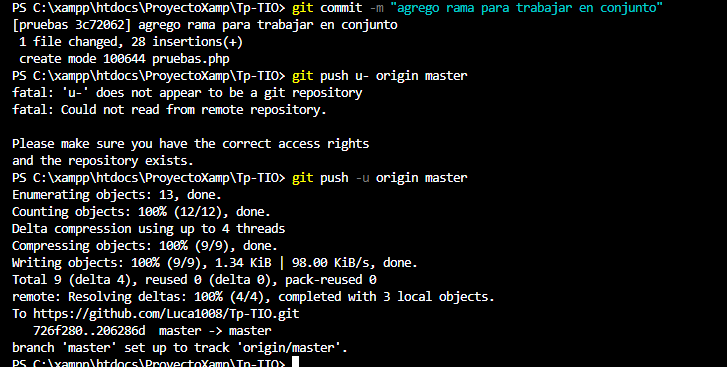 PS C:\xampp\htdocs\ProyectoXamp\Tp-TIO> git commit -m "agrego rama para trabajar en conjunto"
[pruebas 3c72062] agrego rama para trabajar en conjunto
 1 file changed, 28 insertions(+)
 create mode 100644 pruebas.php
PS C:\xampp\htdocs\ProyectoXamp\Tp-TIO> git push u- origin master
fatal: 'u-' does not appear to be a git repository
fatal: Could not read from remote repository.

Please make sure you have the correct access rights
and the repository exists.
PS C:\xampp\htdocs\ProyectoXamp\Tp-TIO> git push -u origin master
Enumerating objects: 13, done.
Counting objects: 100% (12/12), done.
Delta compression using up to 4 threads
Compressing objects: 100% (9/9), done.
Writing objects: 100% (9/9), 1.34 KiB | 98.00 KiB/s, done.
Total 9 (delta 4), reused 0 (delta 0), pack-reused 0
remote: Resolving deltas: 100% (4/4), completed with 3 local objects.
To https://github.com/Luca1008/Tp-TIO.git
   726f280..206286d  master -> master
branch 'master' set up to track 'origin/master'.
PS C:\xampp\htdocs\ProyectoXamp\Tp-TIO>